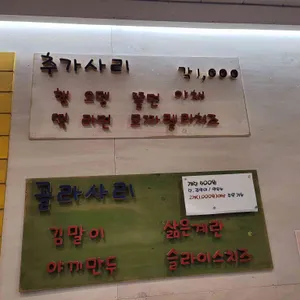 추가사리 각1,000
햄 오뎅 쫄면 야채
떡 라면 모짜렐라치즈
골라사리
김말이 삶은계란
야끼만두 슬라이스치즈